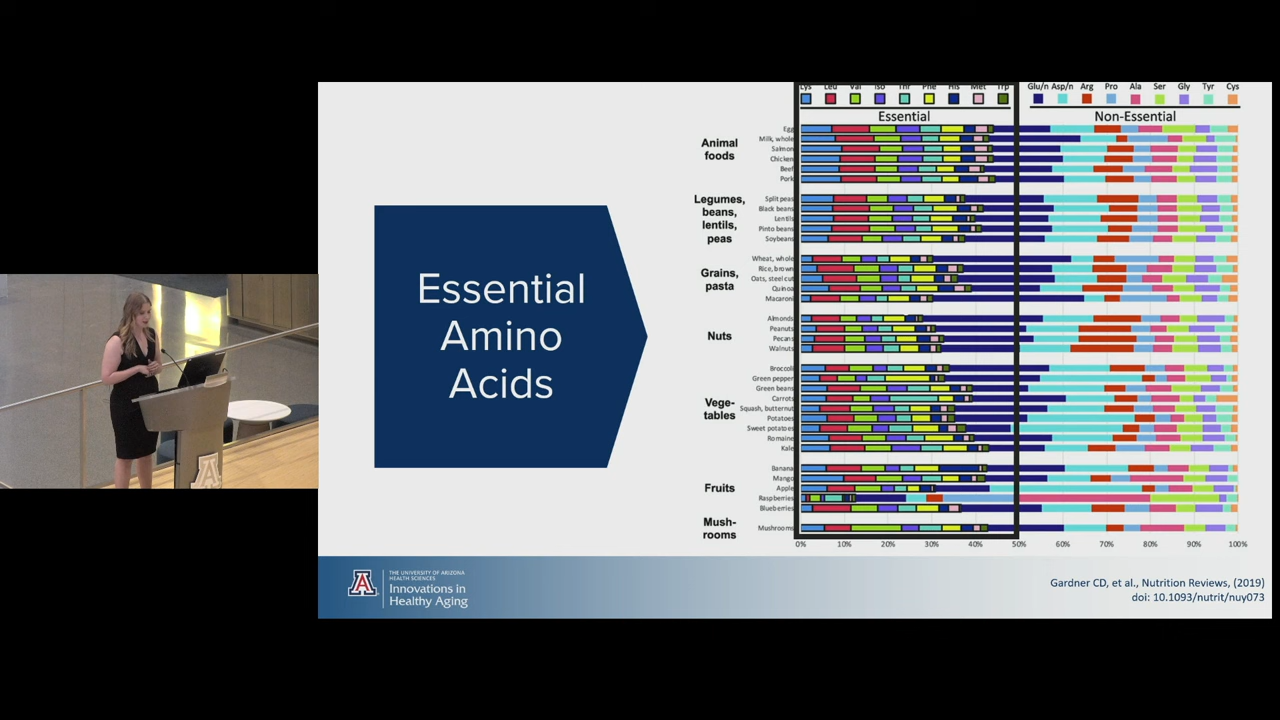 Essential
Amino
Acids
Lys Leu Val Iso Thr Phe His Met Trp
Glu/n Asp/n Arg Pro Ala Ser Gly Tyr Cys
Essential
Non-Essential
Animal
foods
Egg
Milk, whole
Salmon
Chicken
Beef
Pork
Legumes,
beans,
lentils,
peas
Split peas
Black beans
Lentils
Pinto beans
Soybeans
Grains,
pasta
Wheat, whole
Rice, brown
Oats, steel cut
Quinoa
Macaroni
Nuts
Almonds
Peanuts
Pecans
Walnuts
Vege-
tables
Broccoli
Green pepper
Green beans
Carrots
Squash, butternut
Potatoes
Sweet potatoes
Romaine
Kale
Fruits
Banana
Mango
Apple
Raspberries
Blueberries
Mush-
rooms
Mushrooms
0% 10% 20% 30% 40% 50% 60% 70% 80% 90% 100%
A
THE UNIVERSITY OF ARIZONA
HEALTH SCIENCES
Innovations in
Healthy Aging
Gardner CD, et al., Nutrition Reviews, (2019)
doi: 10.1093/nutrit/nuy073
A